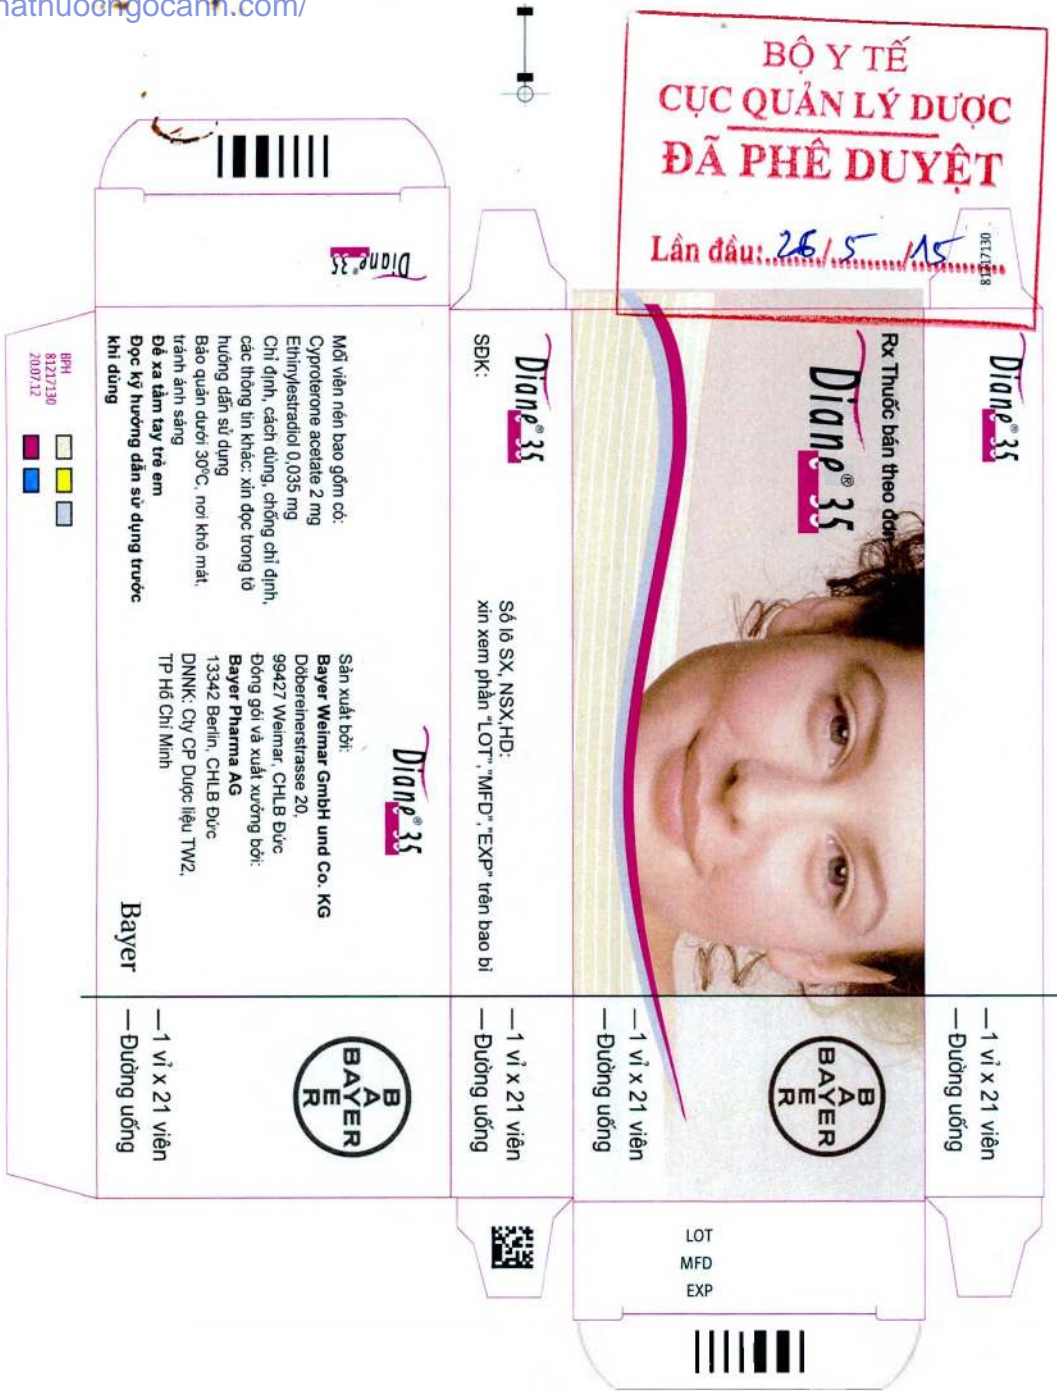 nathuocngocanh.com/
BỘ Y TẾ
CỤC QUẢN LÝ DƯỢC
ĐÃ PHÊ DUYỆT
Lần đầu: 26/5/15
81217130
Diane® 35
—1 vỉ x 21 viên
—Đường uống
Rx Thuốc bán theo đơn
Diane® 35
BAYER
BAYER
—1 vỉ x 21 viên
—Đường uống
Diane® 35
SĐK:
Số lô SX, NSX,HD:
xin xem phần "LOT", "MFD", "EXP" trên bao bì
—1 vỉ x 21 viên
—Đường uống
Diane® 35
Mỗi viên nén bao gồm có:
Cyproterone acetate 2 mg
Ethinylestradiol 0,035 mg
Chỉ định, cách dùng, chống chỉ định,
các thông tin khác: xin đọc trong tờ
hướng dẫn sử dụng
Bảo quản dưới 30°C, nơi khô mát,
tránh ánh sáng
Để xa tầm tay trẻ em
Đọc kỹ hướng dẫn sử dụng trước
khi dùng
Diane® 35
Sản xuất bởi:
Bayer Weimar GmbH und Co. KG
Döbereinerstrasse 20,
99427 Weimar, CHLB Đức
Đóng gói và xuất xưởng bởi:
Bayer Pharma AG
13342 Berlin, CHLB Đức
DNNK: Cty CP Dược liệu TW2,
TP Hồ Chí Minh
Bayer
BAYER
BAYER
—1 vỉ x 21 viên
—Đường uống
BPH
81217130
20.07.12
LOT
MFD
EXP